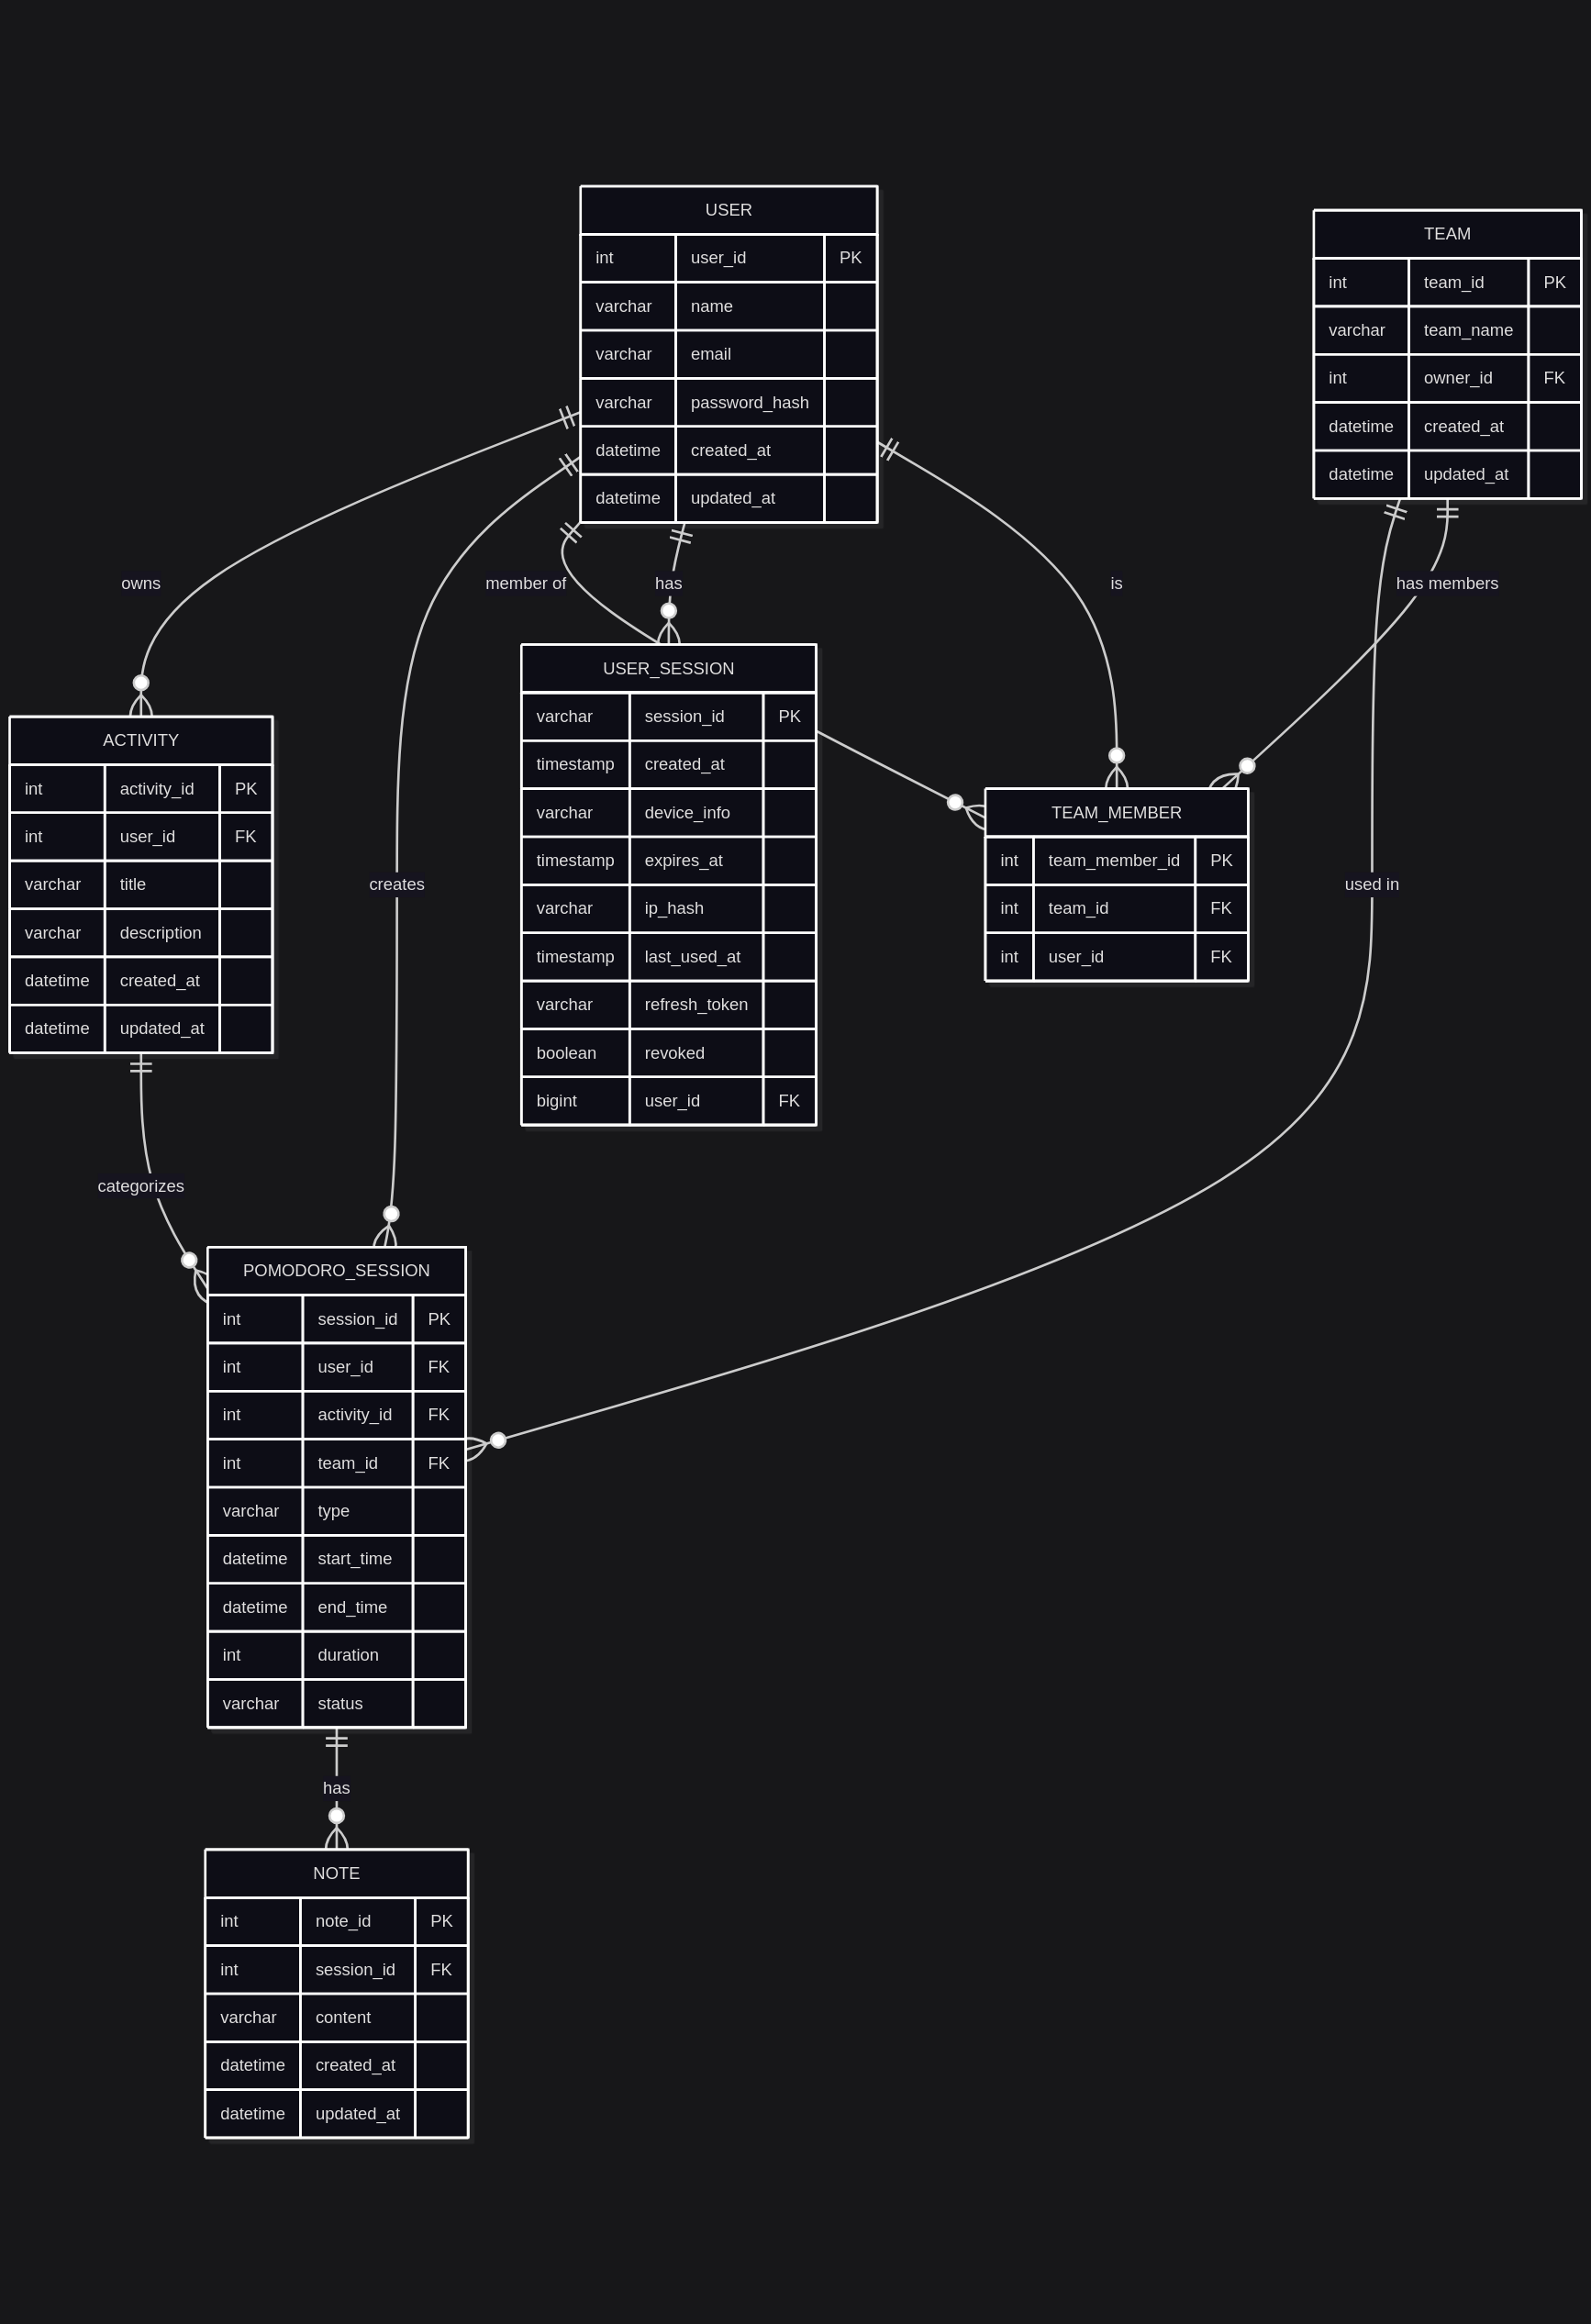 USER
int user_id PK
varchar name
varchar email
varchar password_hash
datetime created_at
datetime updated_at
TEAM
int team_id PK
varchar team_name
int owner_id FK
datetime created_at
datetime updated_at
owns
member of
has
is
has members
USER_SESSION
varchar session_id PK
timestamp created_at
varchar device_info
timestamp expires_at
varchar ip_hash
timestamp last_used_at
varchar refresh_token
boolean revoked
bigint user_id FK
ACTIVITY
int activity_id PK
int user_id FK
varchar title
varchar description
datetime created_at
datetime updated_at
TEAM_MEMBER
int team_member_id PK
int team_id FK
int user_id FK
creates
used in
categorizes
POMODORO_SESSION
int session_id PK
int user_id FK
int activity_id FK
int team_id FK
varchar type
datetime start_time
datetime end_time
int duration
varchar status
has
NOTE
int note_id PK
int session_id FK
varchar content
datetime created_at
datetime updated_at